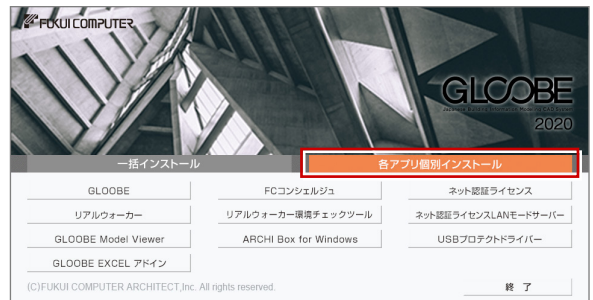 FUKUI COMPUTER
GLOOBE
Japanese Building Information Modeling CAD System
2020
一括インストール
各アプリ個別インストール
GLOOBE
FCコンシェルジュ
ネット認証ライセンス
リアルウォーカー
リアルウォーカー環境チェックツール
ネット認証ライセンスLANモードサーバー
GLOOBE Model Viewer
ARCHI Box for Windows
USBプロテクトドライバー
GLOOBE EXCEL アドイン
(C)FUKUI COMPUTER ARCHITECT,Inc. All rights reserved.
終 了